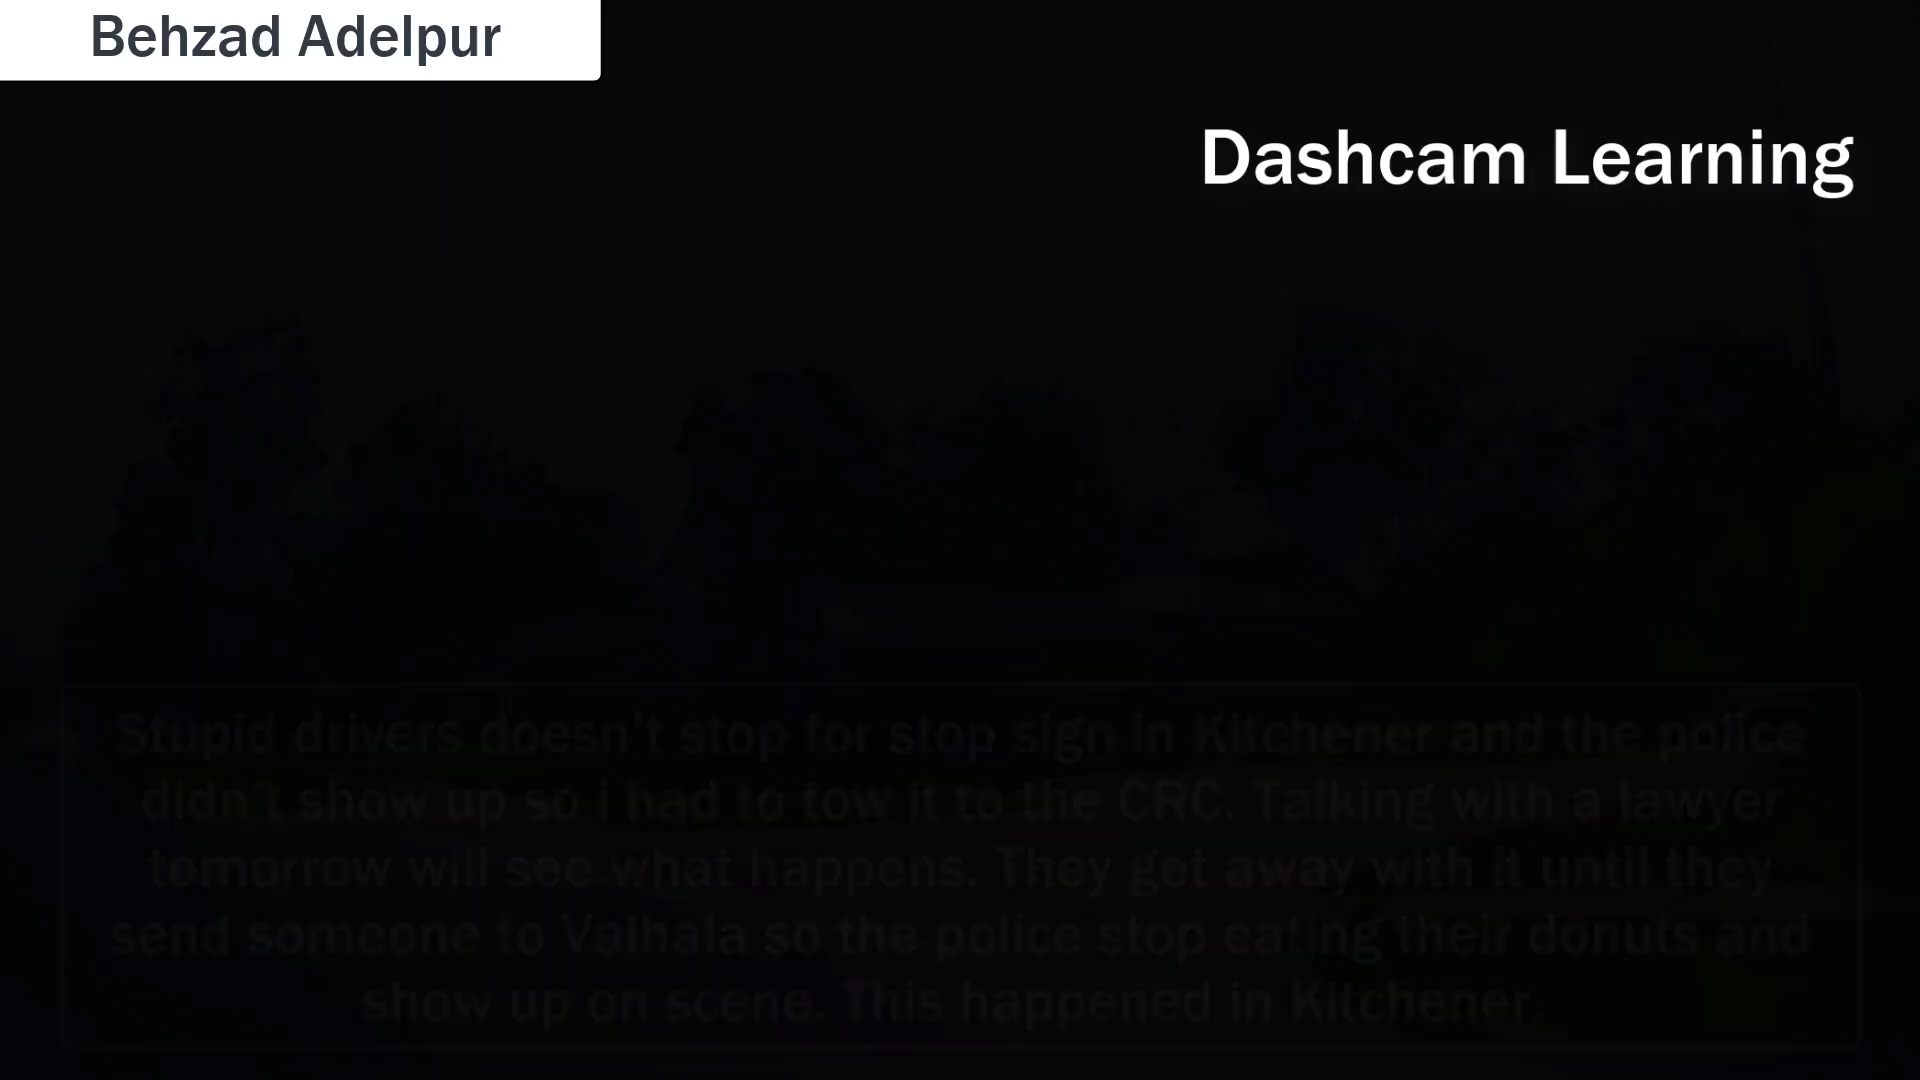 Behzad Adelpur
Dashcam Learning
Stupid drivers doesn't stop for stop sign in Kitchener and the police
didn't show up so i had to tow it to the CRC. Talking with a lawyer
tomorrow will see what happens. They get away with it until they
send someone to Valhala so the police stop eating their donuts and
show up on scene. This happened in Kitchener.